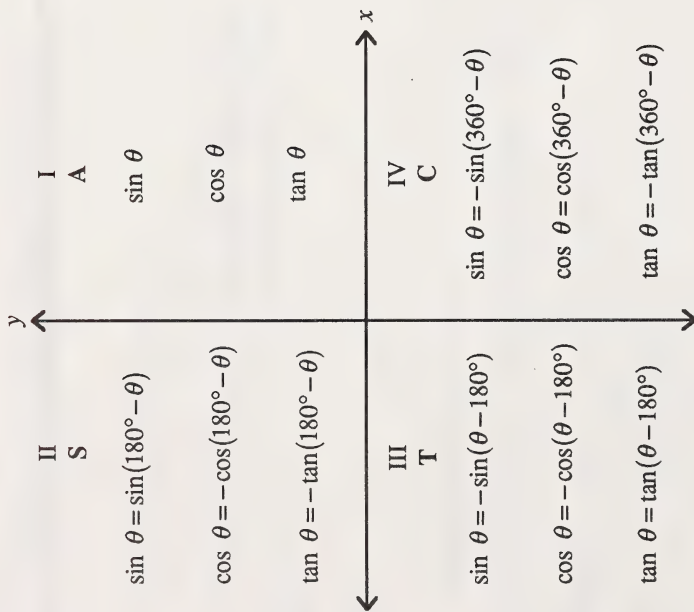 y
II
S
sin θ = sin(180° − θ)
cos θ = −cos(180° − θ)
tan θ = −tan(180° − θ)
I
A
sin θ
cos θ
tan θ
x
III
T
sin θ = −sin(θ − 180°)
cos θ = −cos(θ − 180°)
tan θ = tan(θ − 180°)
IV
C
sin θ = −sin(360° − θ)
cos θ = cos(360° − θ)
tan θ = −tan(360° − θ)